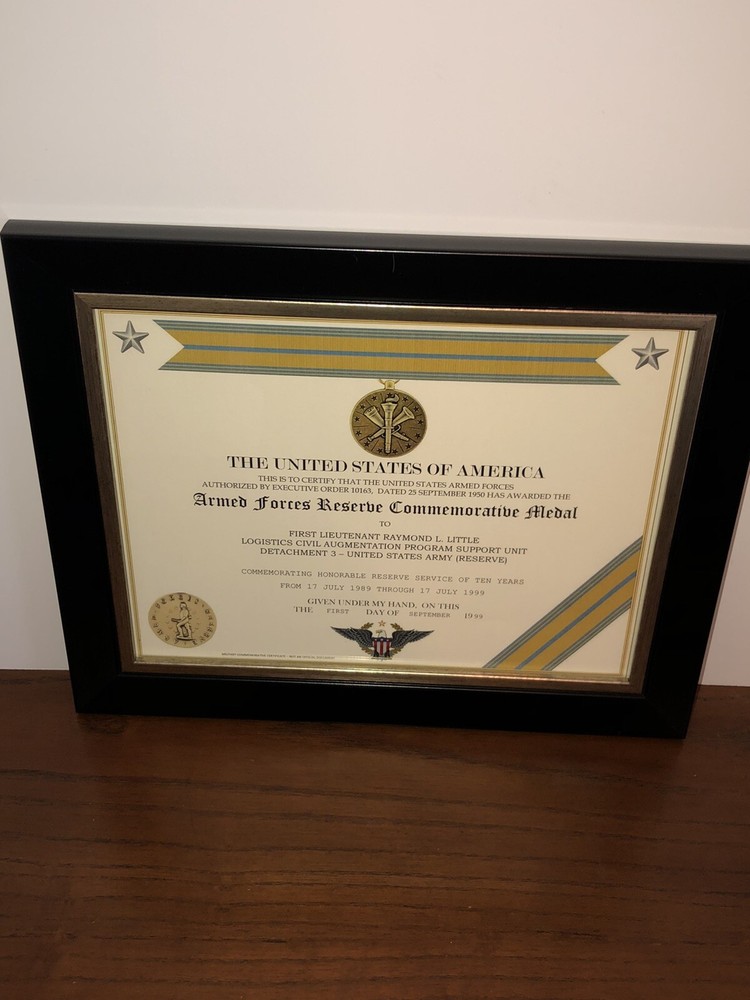 THE UNITED STATES OF AMERICA
THIS IS TO CERTIFY THAT THE UNITED STATES ARMED FORCES
AUTHORIZED BY EXECUTIVE ORDER 10163, DATED 25 SEPTEMBER 1950 HAS AWARDED THE
Armed Forces Reserve Commemorative Medal
TO
FIRST LIEUTENANT RAYMOND L. LITTLE
LOGISTICS CIVIL AUGMENTATION PROGRAM SUPPORT UNIT
DETACHMENT 3 – UNITED STATES ARMY (RESERVE)
COMMEMORATING HONORABLE RESERVE SERVICE OF TEN YEARS
FROM 17 JULY 1989 THROUGH 17 JULY 1999
GIVEN UNDER MY HAND, ON THIS
THE FIRST DAY OF SEPTEMBER 1999